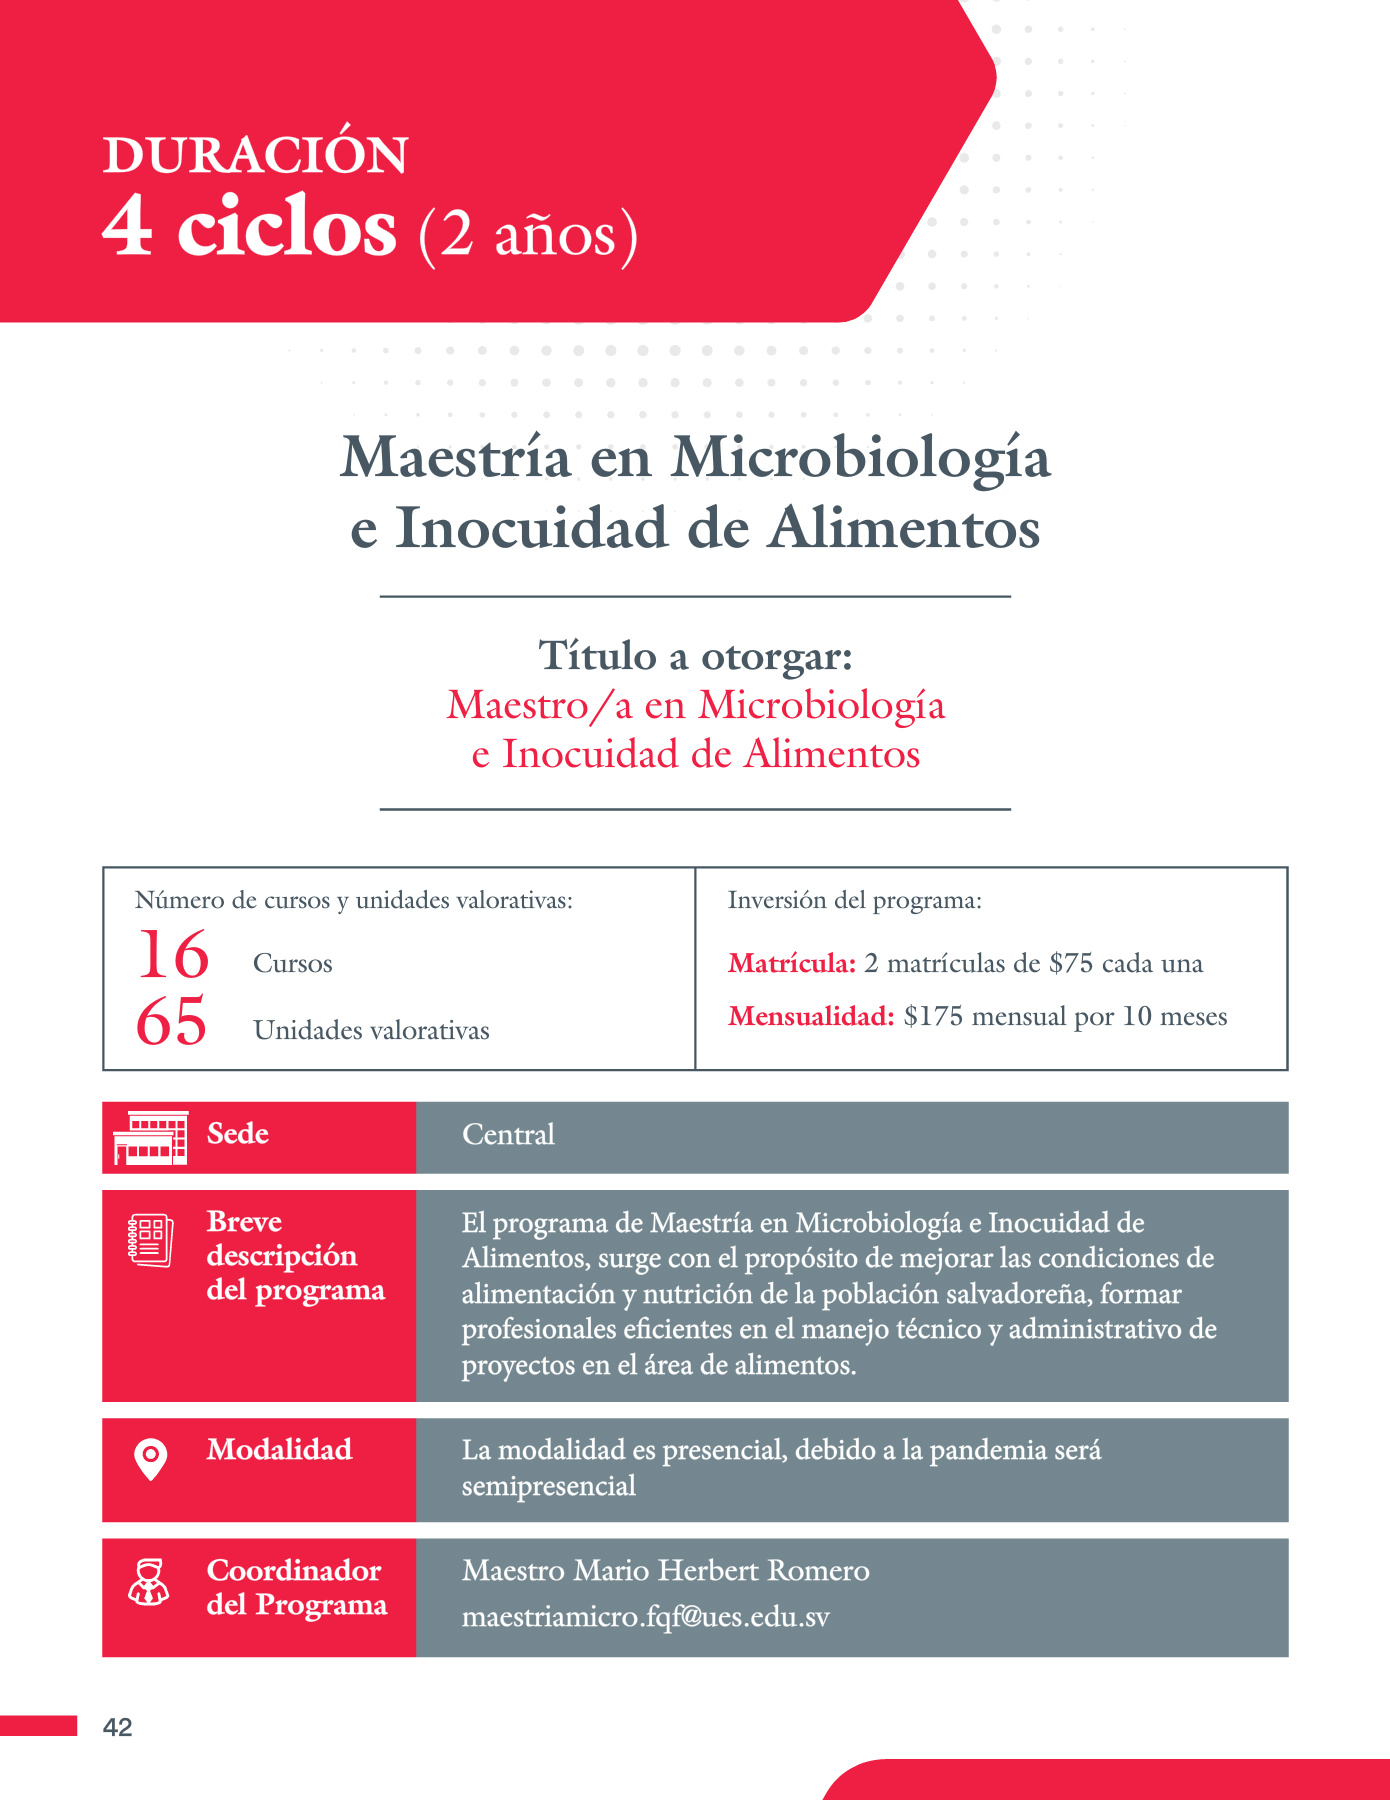 DURACIÓN
4 ciclos (2 años)
Maestría en Microbiología
e Inocuidad de Alimentos
Título a otorgar:
Maestro/a en Microbiología
e Inocuidad de Alimentos
Número de cursos y unidades valorativas:
16 Cursos
65 Unidades valorativas
Inversión del programa:
Matrícula: 2 matrículas de $75 cada una
Mensualidad: $175 mensual por 10 meses
Sede
Central
Breve
descripción
del programa
El programa de Maestría en Microbiología e Inocuidad de
Alimentos, surge con el propósito de mejorar las condiciones de
alimentación y nutrición de la población salvadoreña, formar
profesionales eficientes en el manejo técnico y administrativo de
proyectos en el área de alimentos.
Modalidad
La modalidad es presencial, debido a la pandemia será
semipresencial
Coordinador
del Programa
Maestro Mario Herbert Romero
maestriamicro.fqf@ues.edu.sv
42